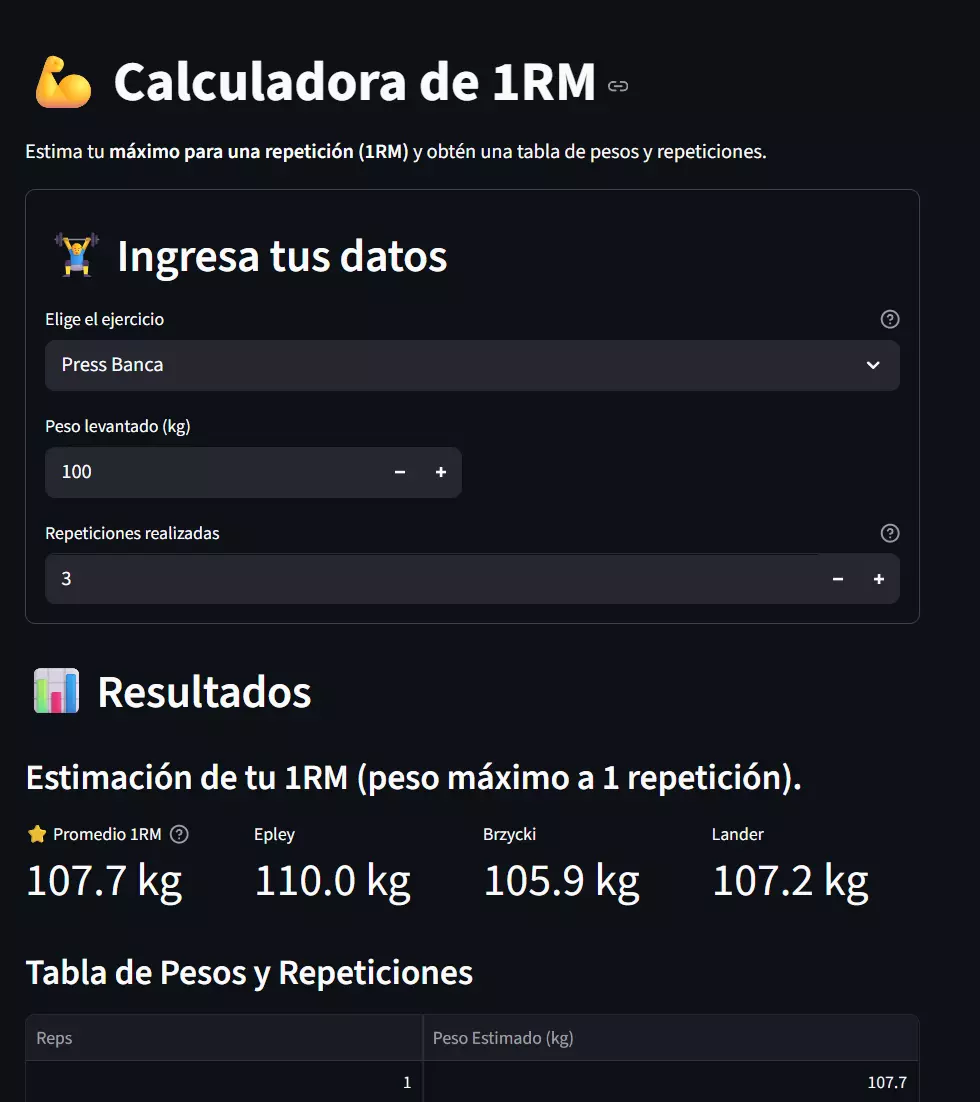 Calculadora de 1RM
Estima tu máximo para una repetición (1RM) y obtén una tabla de pesos y repeticiones.
Ingresa tus datos
Elige el ejercicio
Press Banca
Peso levantado (kg)
100
Repeticiones realizadas
3
Resultados
Estimación de tu 1RM (peso máximo a 1 repetición).
Promedio 1RM Epley Brzycki Lander
107.7 kg 110.0 kg 105.9 kg 107.2 kg
Tabla de Pesos y Repeticiones
Reps Peso Estimado (kg)
1 107.7